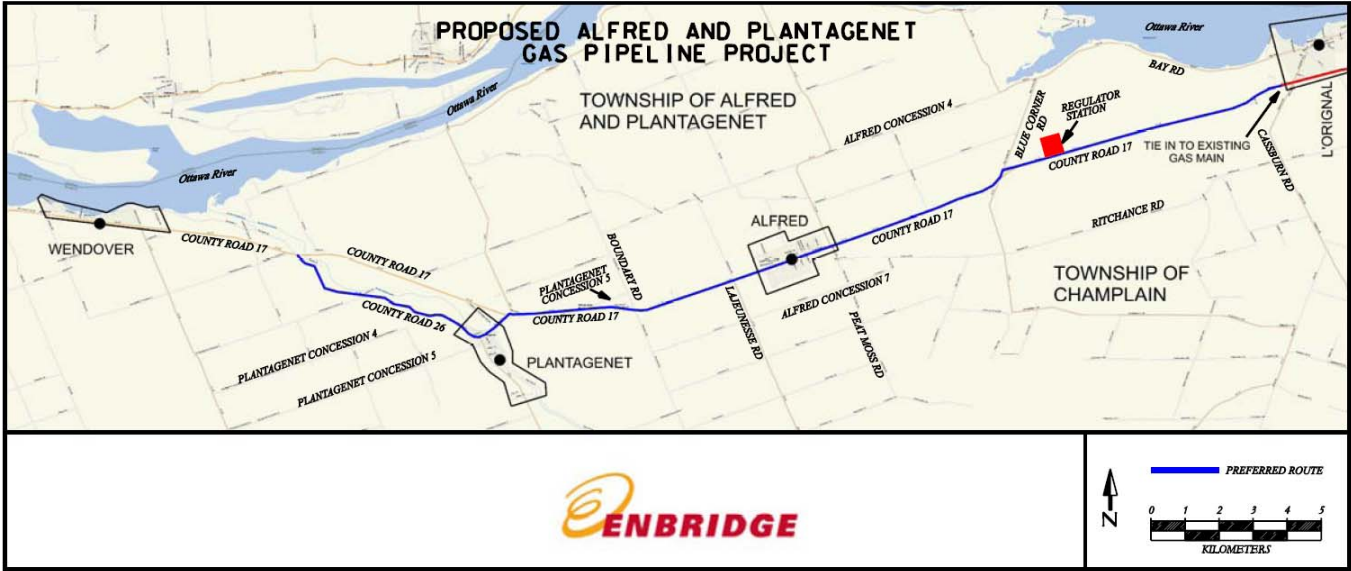 PROPOSED ALFRED AND PLANTAGENET
GAS PIPELINE PROJECT
Ottawa River
BAY RD
TOWNSHIP OF ALFRED
AND PLANTAGENET
Ottawa River
ALFRED CONCESSION 4
BLUE CORNER
RD
REGULATOR
STATION
L'ORIGNAL
TIE IN TO EXISTING
GAS MAIN
COUNTY ROAD 17
CASSBURN RD
Ottawa River
RITCHANCE RD
WENDOVER
COUNTY ROAD 17
COUNTY ROAD 17
BOUNDARY RD
ALFRED
COUNTY ROAD 17
PLANTAGENET
CONCESSION 5
COUNTY ROAD 17
TOWNSHIP OF
CHAMPLAIN
LAJEUNESSE RD
ALFRED CONCESSION 7
PEAT MOSS RD
COUNTY ROAD 26
PLANTAGENET CONCESSION 4
PLANTAGENET CONCESSION 5
PLANTAGENET
ENBRIDGE
N
PREFERRED ROUTE
0 1 2 3 4 5
KILOMETERS